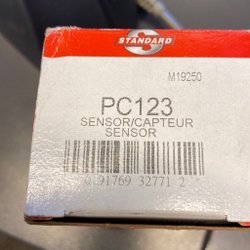 STANDARD
M19250
PC123
SENSOR/CAPTEUR
SENSOR
0 91769 32771 2